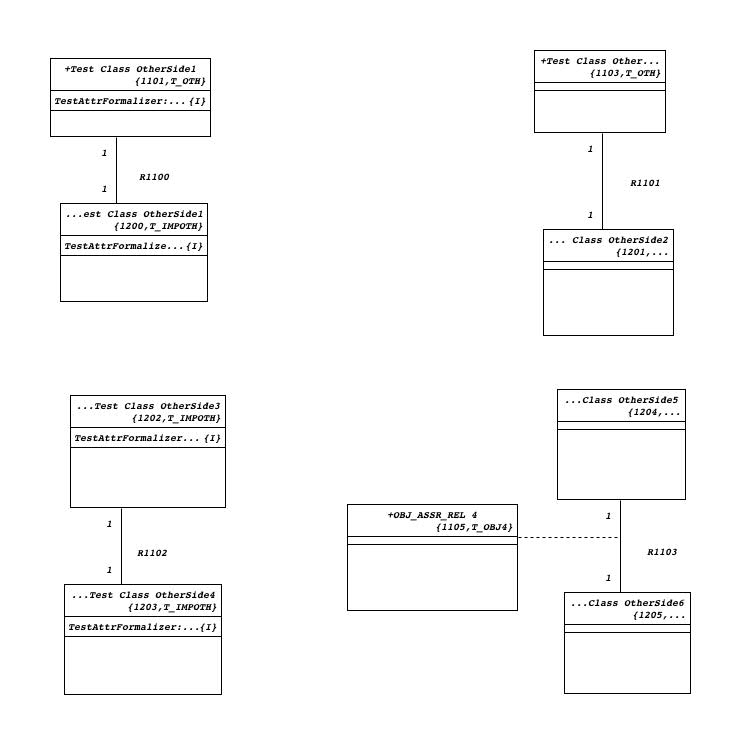 +Test Class OtherSide1
{1101,T_OTH}
TestAttrFormalizer:... {I}
1
R1100
1
...est Class OtherSide1
{1200,T_IMPOTH}
TestAttrFormalize... {I}
+Test Class Other...
{1103,T_OTH}
1
R1101
1
... Class OtherSide2
{1201,...
...Test Class OtherSide3
{1202,T_IMPOTH}
TestAttrFormalizer... {I}
1
R1102
1
...Test Class OtherSide4
{1203,T_IMPOTH}
TestAttrFormalizer:...{I}
...Class OtherSide5
{1204,...
+OBJ_ASSR_REL 4
{1105,T_OBJ4}
1
R1103
1
...Class OtherSide6
{1205,...